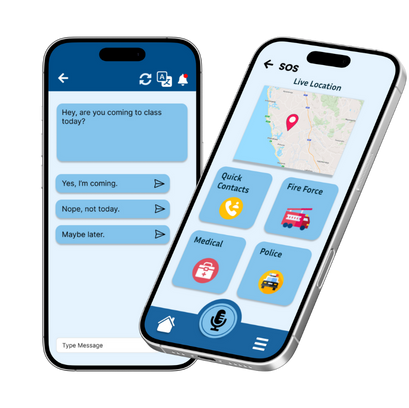 Hey, are you coming to class
today?
Yes, I'm coming.
Nope, not today.
Maybe later.
Type Message
SOS
Live Location
Quick
Contacts
Fire Force
Medical
Police